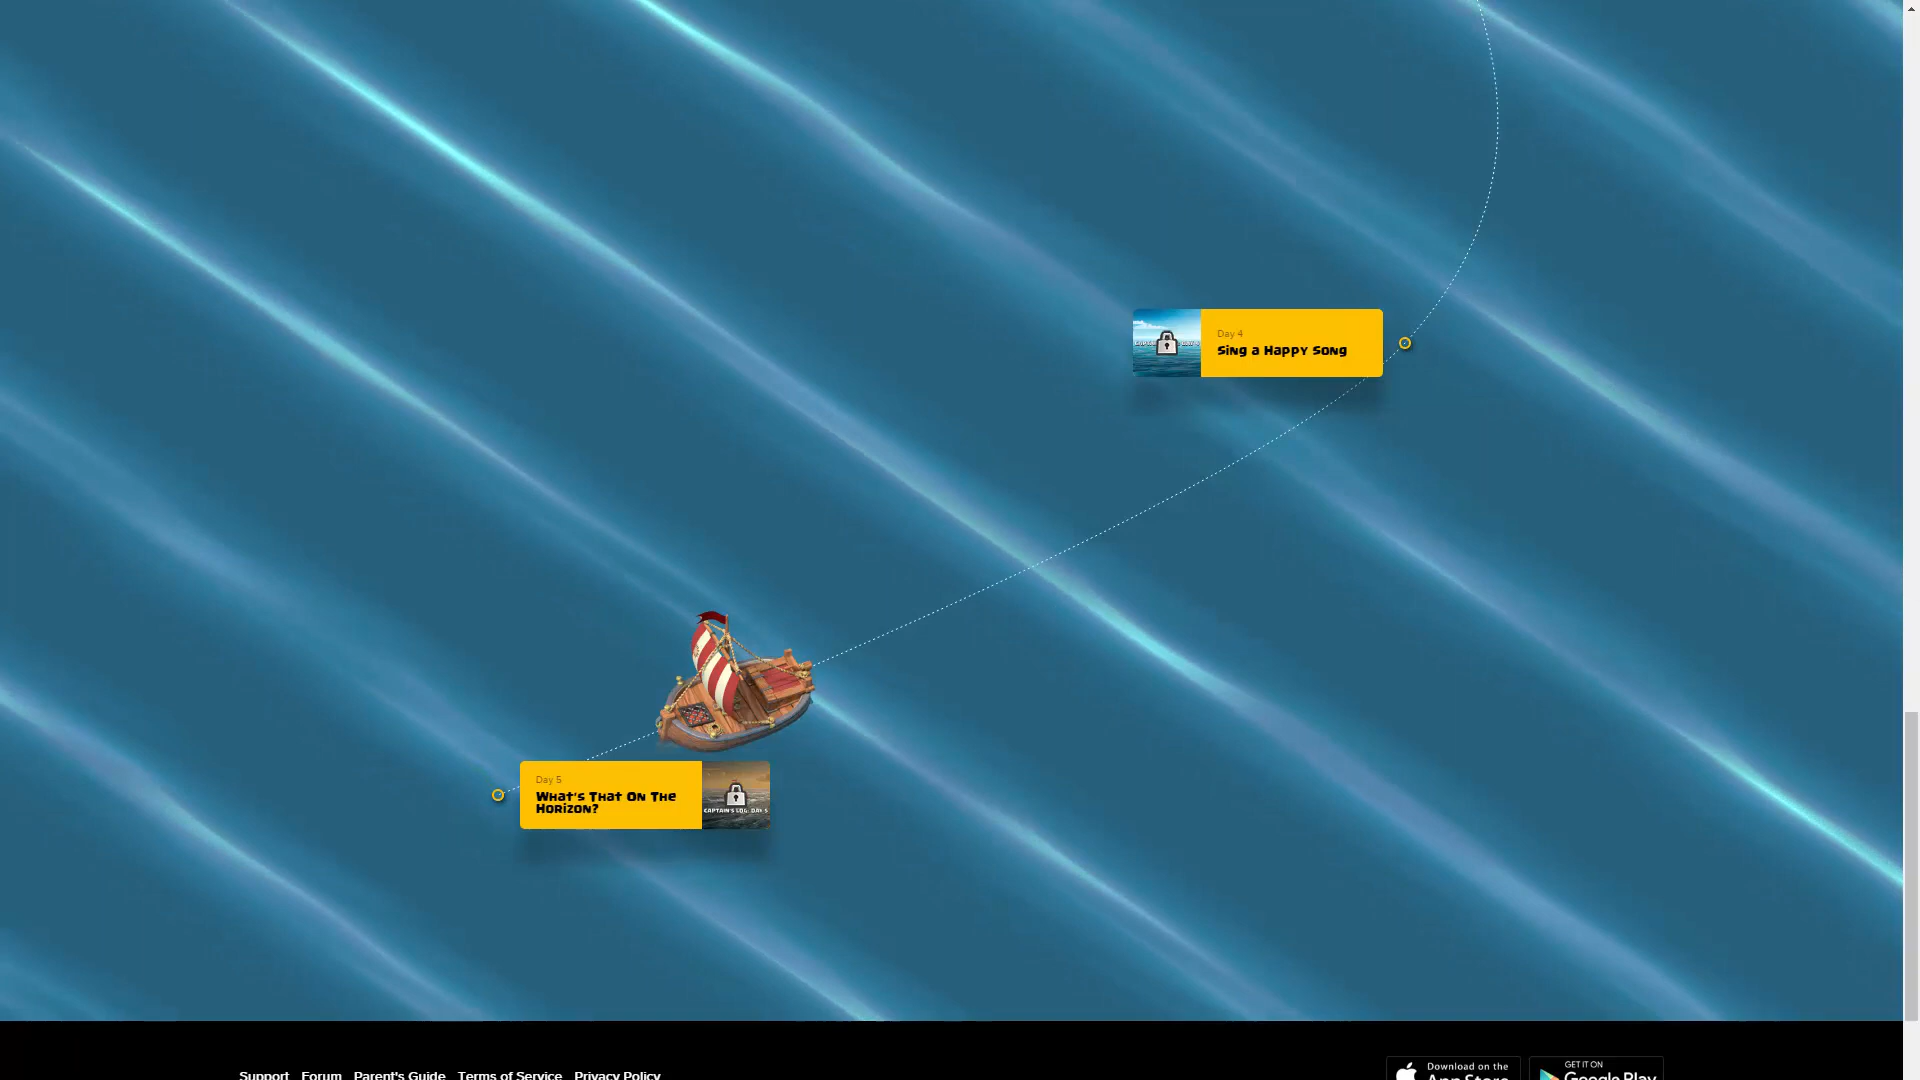 Day 4
Sing a Happy Song
Day 5
What's That On The
Horizon?
CAPTAIN'S LOG: DAY 5
Support Forum Parent's Guide Terms of Service Privacy Policy
Download on the
App Store
GET IT ON
Google Play